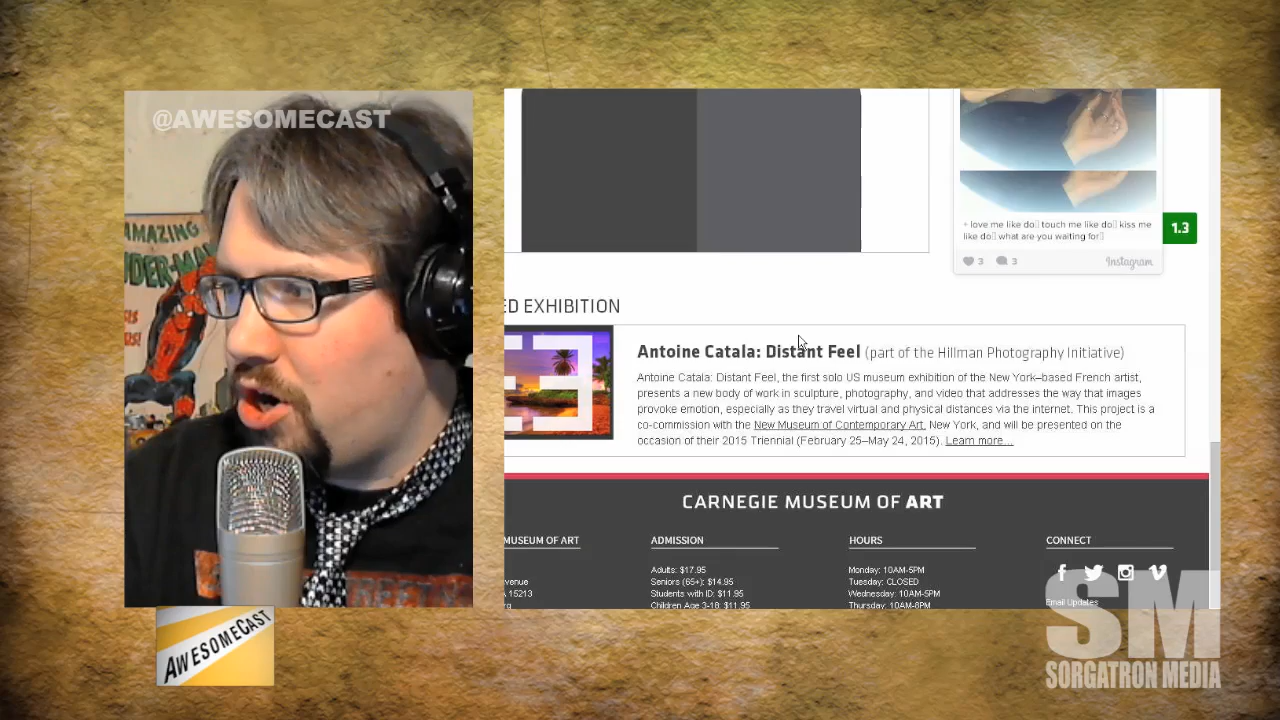 @AWESOMECAST
AMAZING
DER-MA
AWESOMECAST
+ love me like do touch me like do kiss me
like do what are you waiting for
3
3
Instagram
1.3
ED EXHIBITION
Antoine Catala: Distant Feel (part of the Hillman Photography Initiative)
Antoine Catala: Distant Feel, the first solo US museum exhibition of the New York–based French artist,
presents a new body of work in sculpture, photography, and video that addresses the way that images
provoke emotion, especially as they travel virtual and physical distances via the internet. This project is a
co-commission with the New Museum of Contemporary Art, New York, and will be presented on the
occasion of their 2015 Triennial (February 25–May 24, 2015). Learn more...
CARNEGIE MUSEUM OF ART
MUSEUM OF ART
venue
15213
rg
ADMISSION
Adults: $17.95
Seniors (65+): $14.95
Students with ID: $11.95
Children Age 3-18: $11.95
HOURS
Monday: 10AM-5PM
Tuesday: CLOSED
Wednesday: 10AM-5PM
Thursday: 10AM-8PM
CONNECT
Email Updates
SM
SORGATRON MEDIA